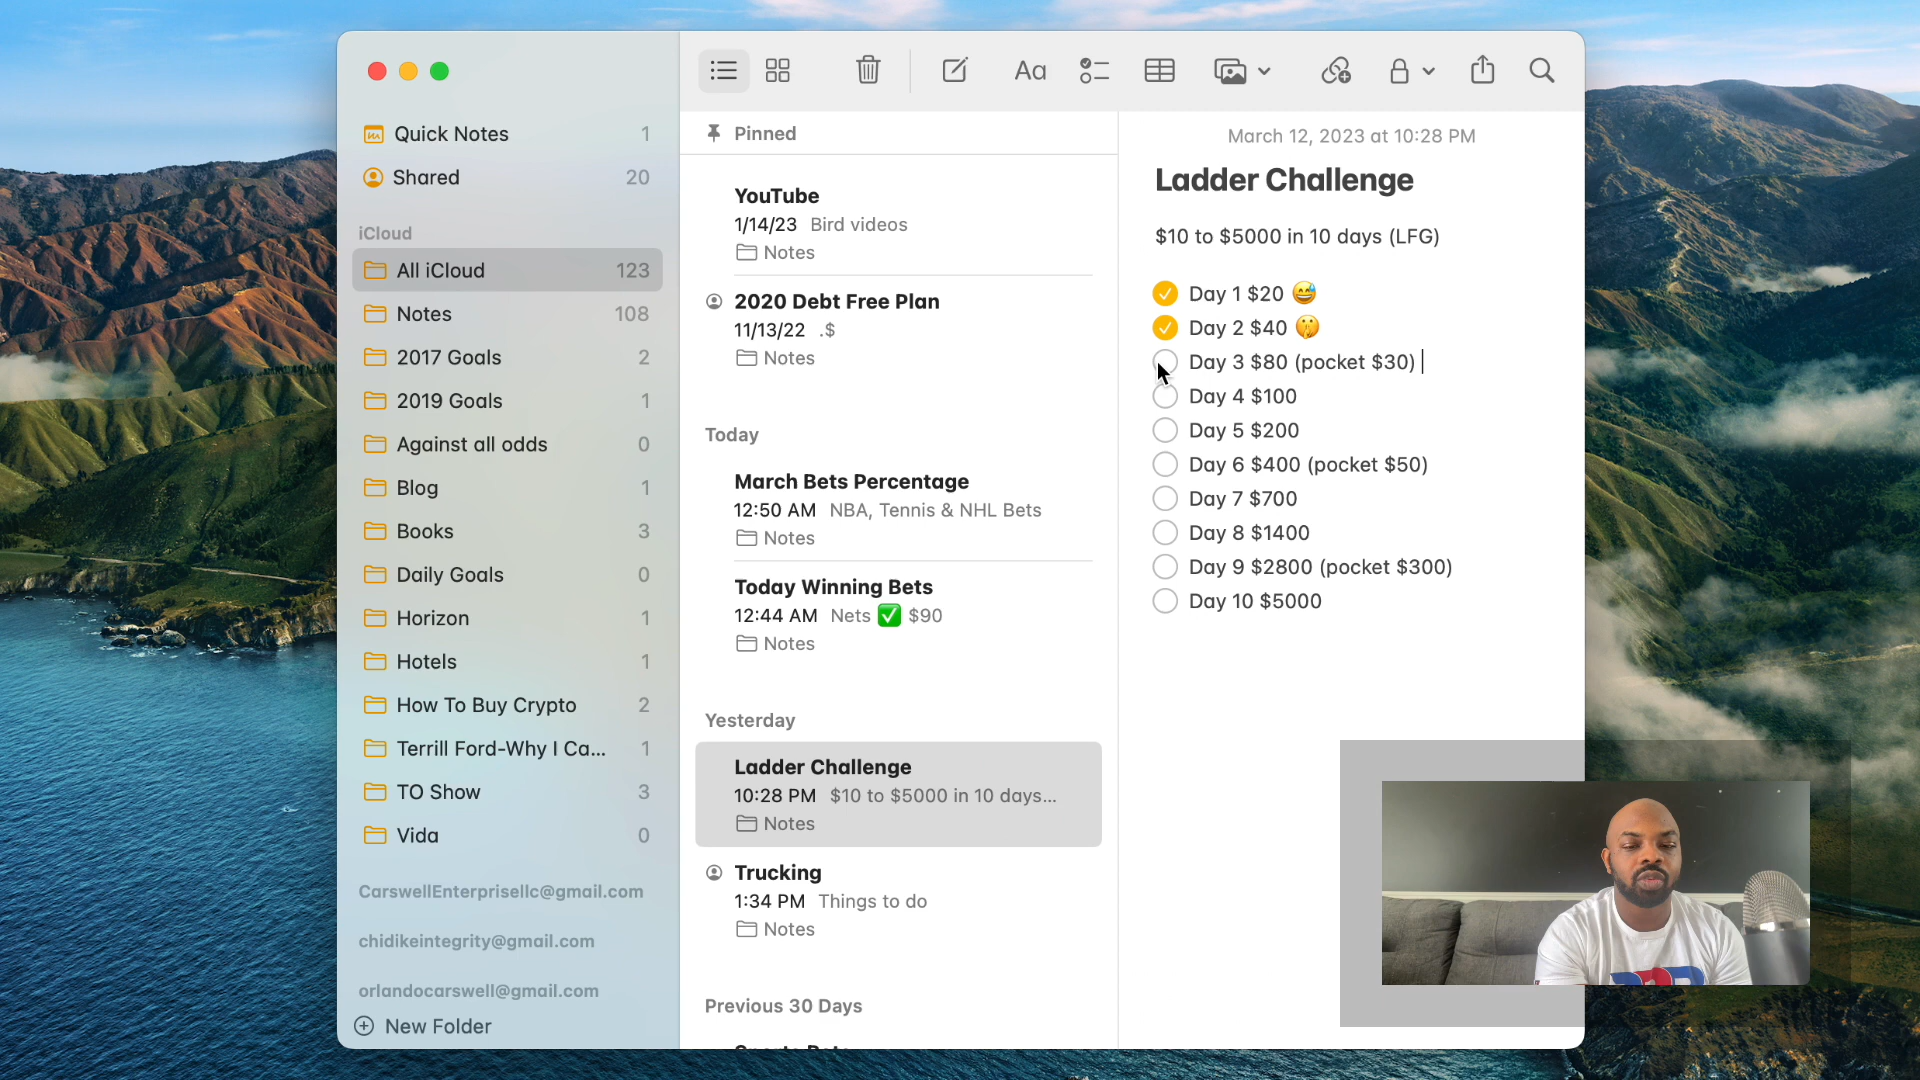 Quick Notes 1
Shared 20
iCloud
All iCloud 123
Notes 108
2017 Goals 2
2019 Goals 1
Against all odds 0
Blog 1
Books 3
Daily Goals 0
Horizon 1
Hotels 1
How To Buy Crypto 2
Terrill Ford-Why I Ca... 1
TO Show 3
Vida 0
CarswellEnterprisellc@gmail.com
chidikeintegrity@gmail.com
orlandocarswell@gmail.com
New Folder
Aa
Pinned
YouTube
1/14/23 Bird videos
Notes
2020 Debt Free Plan
11/13/22 .$
Notes
Today
March Bets Percentage
12:50 AM NBA, Tennis & NHL Bets
Notes
Today Winning Bets
12:44 AM Nets ✅ $90
Notes
Yesterday
Ladder Challenge
10:28 PM $10 to $5000 in 10 days...
Notes
Trucking
1:34 PM Things to do
Notes
Previous 30 Days
March 12, 2023 at 10:28 PM
Ladder Challenge
$10 to $5000 in 10 days (LFG)
Day 1 $20 😅
Day 2 $40 🤫
Day 3 $80 (pocket $30)
Day 4 $100
Day 5 $200
Day 6 $400 (pocket $50)
Day 7 $700
Day 8 $1400
Day 9 $2800 (pocket $300)
Day 10 $5000